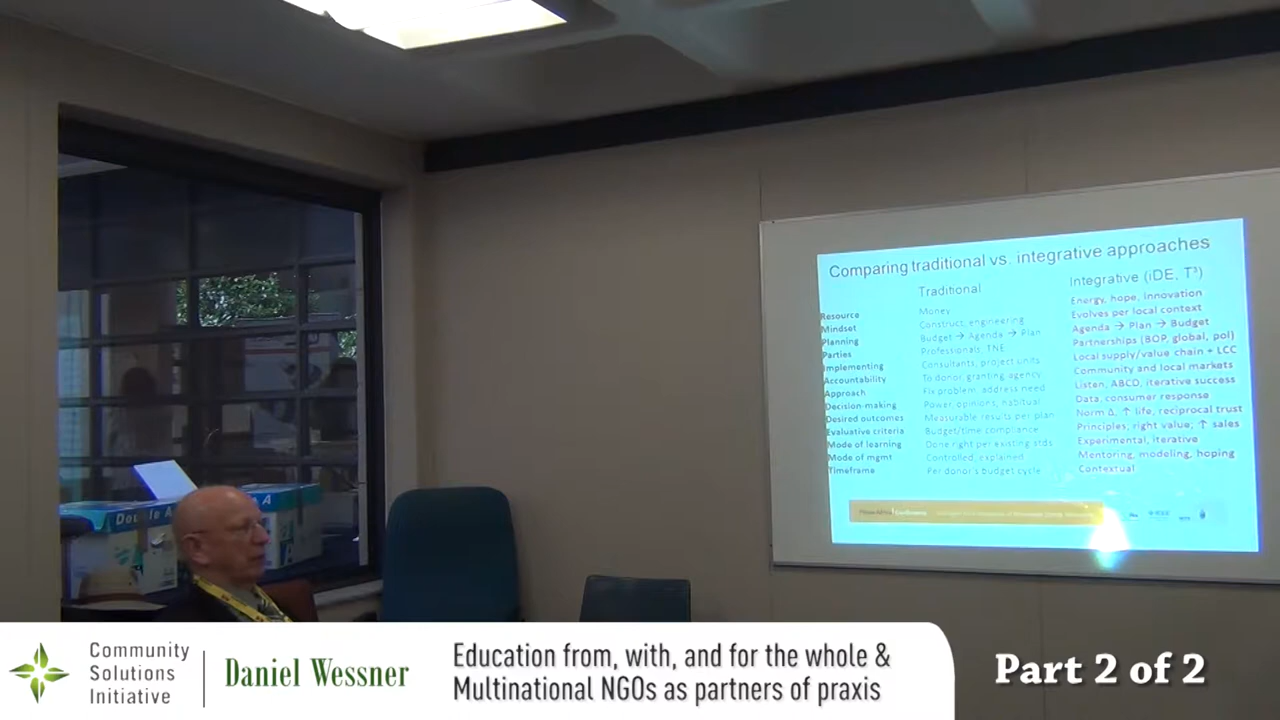 Comparing traditional vs. integrative approaches
Traditional Integrative (iDE, T³)
Resource Money Energy, hope, innovation
Mindset Construct, engineering Evolves per local context
Planning Budget → Agenda → Plan Agenda → Plan → Budget
Parties Professionals, TNE Partnerships (BOP, global, pol)
Implementing Consultants, project units Local supply/value chain + LCC
Accountability To donor, granting agency Community and local markets
Approach Fix problem, address need Listen, ABCD, iterative success
Decision-making Power, opinions, habitual Data, consumer response
Desired outcomes Measurable results per plan Norm Δ, ↑ life, reciprocal trust
Evaluative criteria Budget/time compliance Principles, right value, ↑ sales
Mode of learning Done right per existing stds Experimental, iterative
Mode of mgmt Controlled, explained Mentoring, modeling, hoping
Timeframe Per donor's budget cycle Contextual
Double A
A
Community
Solutions
Initiative
Daniel Wessner
Education from, with, and for the whole &
Multinational NGOs as partners of praxis
Part 2 of 2